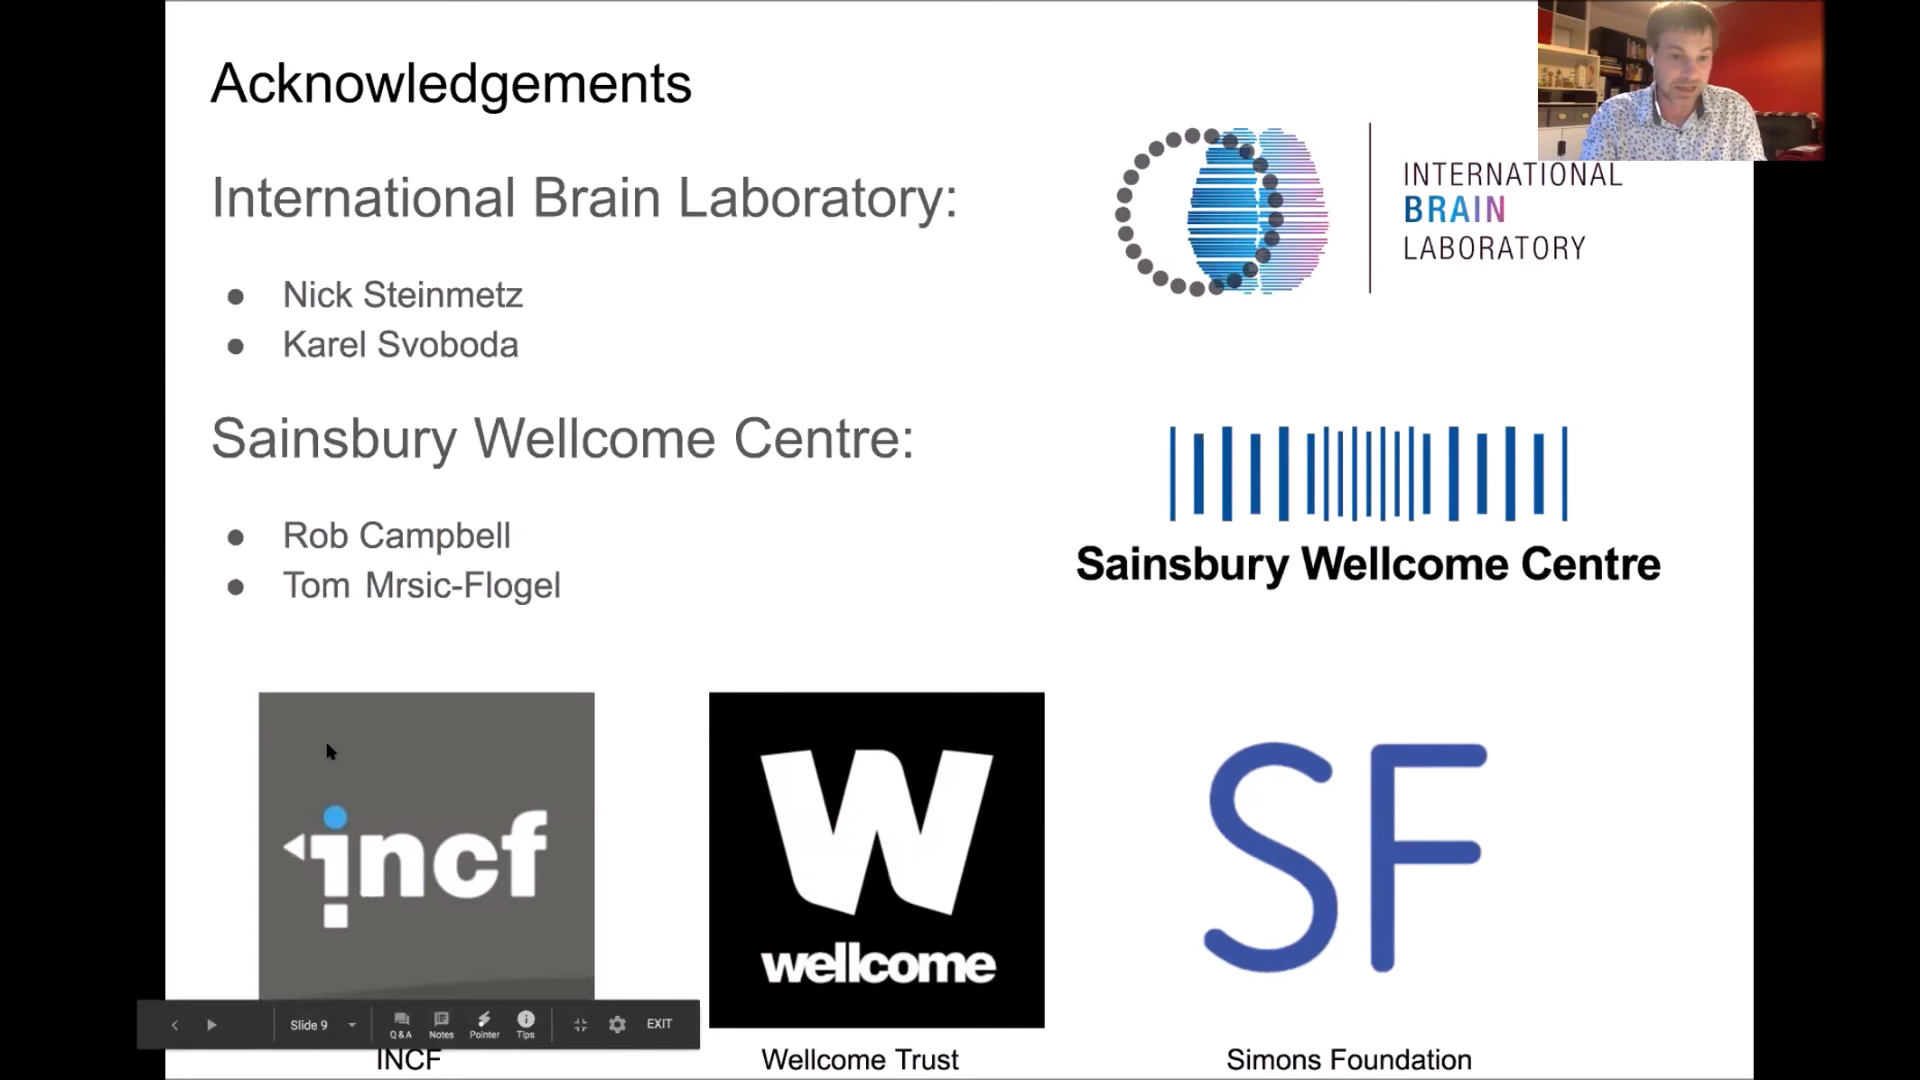 Acknowledgements
International Brain Laboratory:
● Nick Steinmetz
● Karel Svoboda
INTERNATIONAL
BRAIN
LABORATORY
Sainsbury Wellcome Centre:
● Rob Campbell
● Tom Mrsic-Flogel
Sainsbury Wellcome Centre
incf
W
wellcome
SF
Slide 9
Q & A
Notes
Pointer
Tips
EXIT
INCF
Wellcome Trust
Simons Foundation